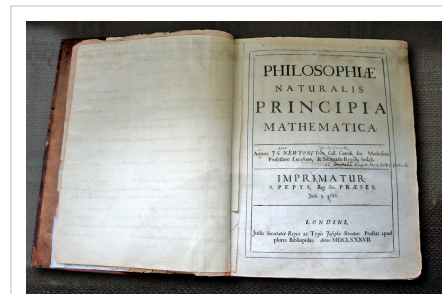 PHILOSOPHIÆ
NATURALIS
PRINCIPIA
MATHEMATICA.
Autore JS. NEWTON, Coll. Cantab. Soc. Matheseos
Professore Lucasiano, & Societatis Regalis Sodali.
IMPRIMATUR.
S. PEPYS, Reg. Soc. PRÆSES.
Julii 5. 1686.
LONDINI,
Jussu Societatis Regiæ ac Typis Josephi Streater. Prostat apud
plures Bibliopolas. Anno MDCLXXXVII.